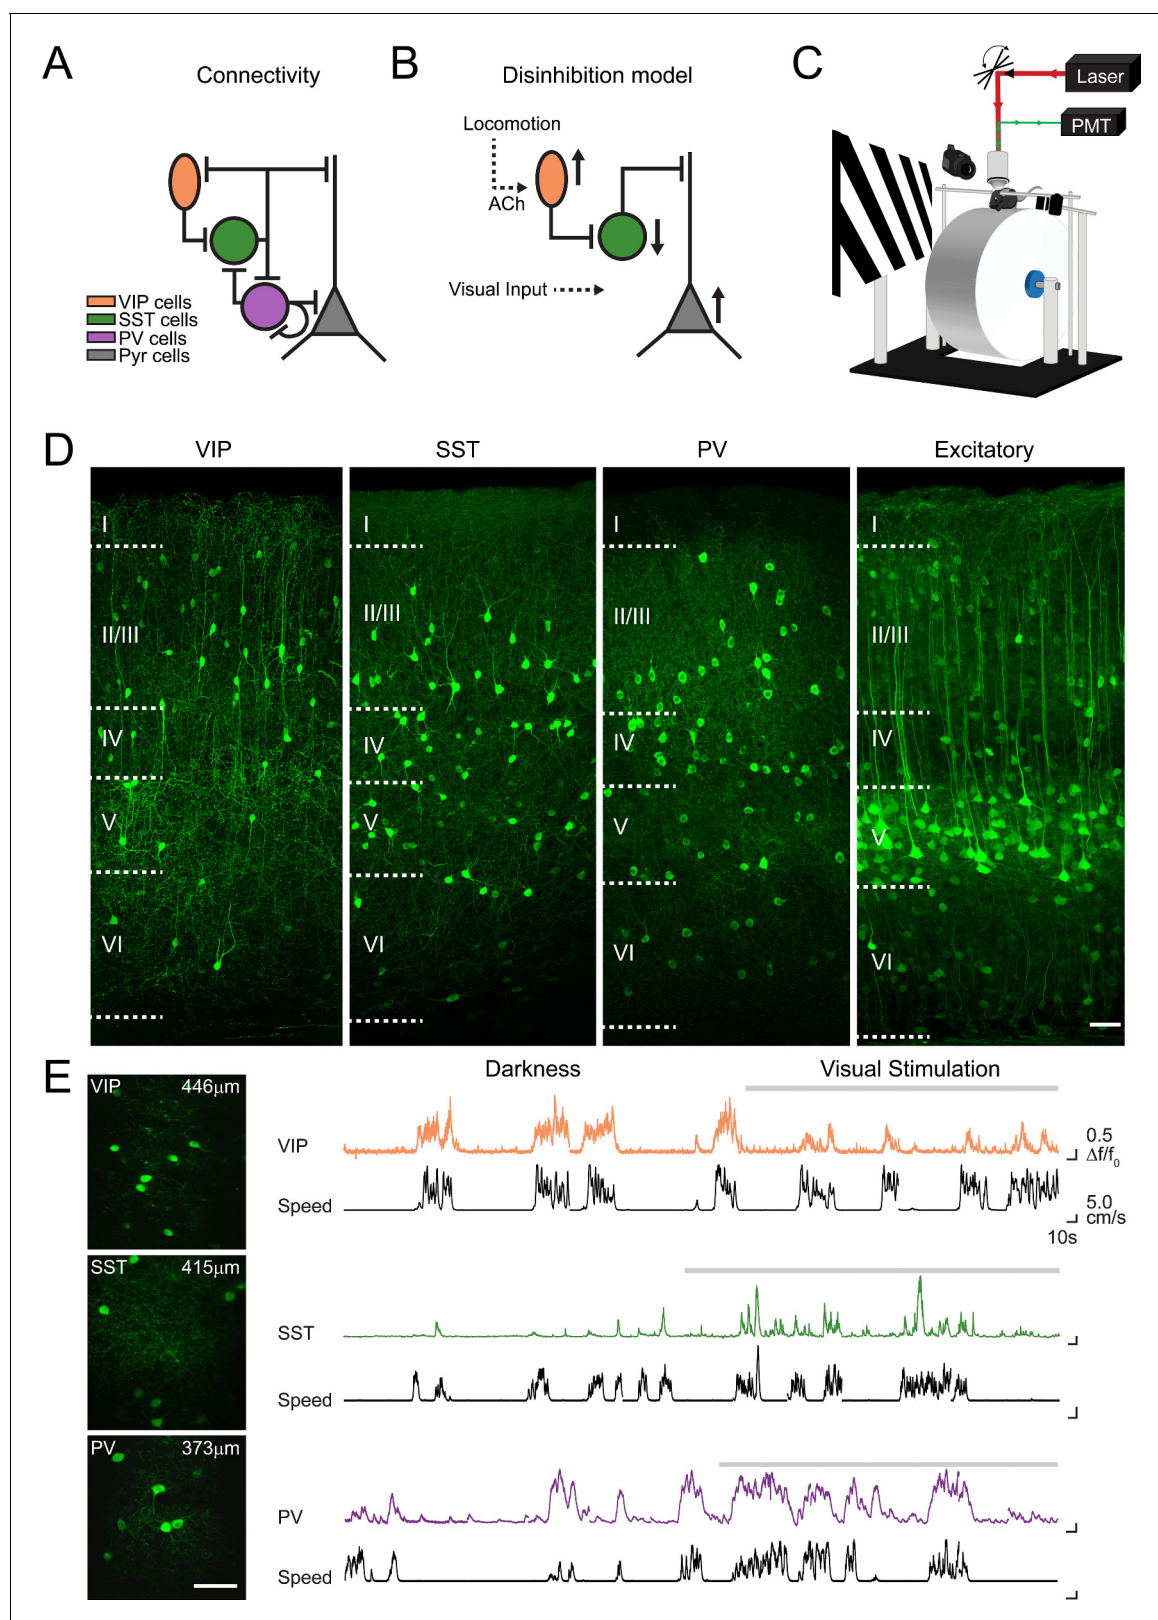 A
Connectivity
VIP cells
SST cells
PV cells
Pyr cells
B
Disinhibition model
Locomotion
ACh
Visual Input
C
Laser
PMT
D
VIP
SST
PV
Excitatory
I
II/III
IV
V
VI
I
II/III
IV
V
VI
I
II/III
IV
V
VI
I
II/III
IV
V
VI
E
VIP 446µm
SST 415µm
PV 373µm
Darkness
Visual Stimulation
VIP
0.5
Δf/f0
Speed
5.0
cm/s
10s
SST
Speed
PV
Speed